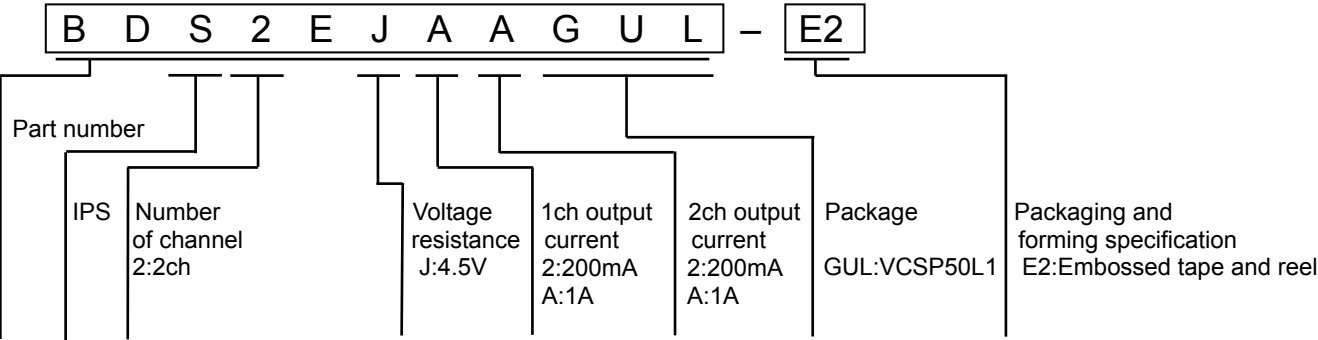 B D S 2 E J A A G U L – E2
Part number
IPS
Number
of channel
2:2ch
Voltage
resistance
J:4.5V
1ch output
current
2:200mA
A:1A
2ch output
current
2:200mA
A:1A
Package
GUL:VCSP50L1
Packaging and
forming specification
E2:Embossed tape and reel